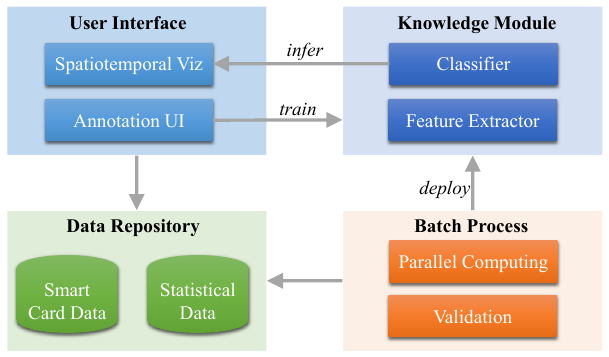 User Interface
Spatiotemporal Viz
Annotation UI
infer
train
Knowledge Module
Classifier
Feature Extractor
deploy
Data Repository
Smart
Card Data
Statistical
Data
Batch Process
Parallel Computing
Validation